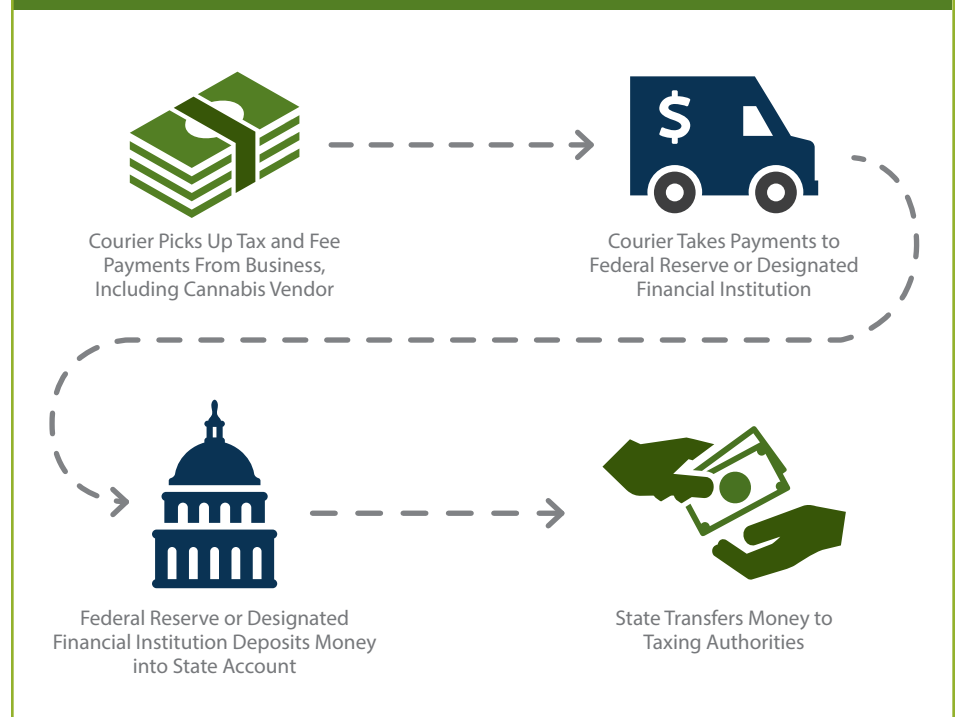 $
Courier Picks Up Tax and Fee
Payments From Business,
Including Cannabis Vendor
Courier Takes Payments to
Federal Reserve or Designated
Financial Institution
Federal Reserve or Designated
Financial Institution Deposits Money
into State Account
State Transfers Money to
Taxing Authorities